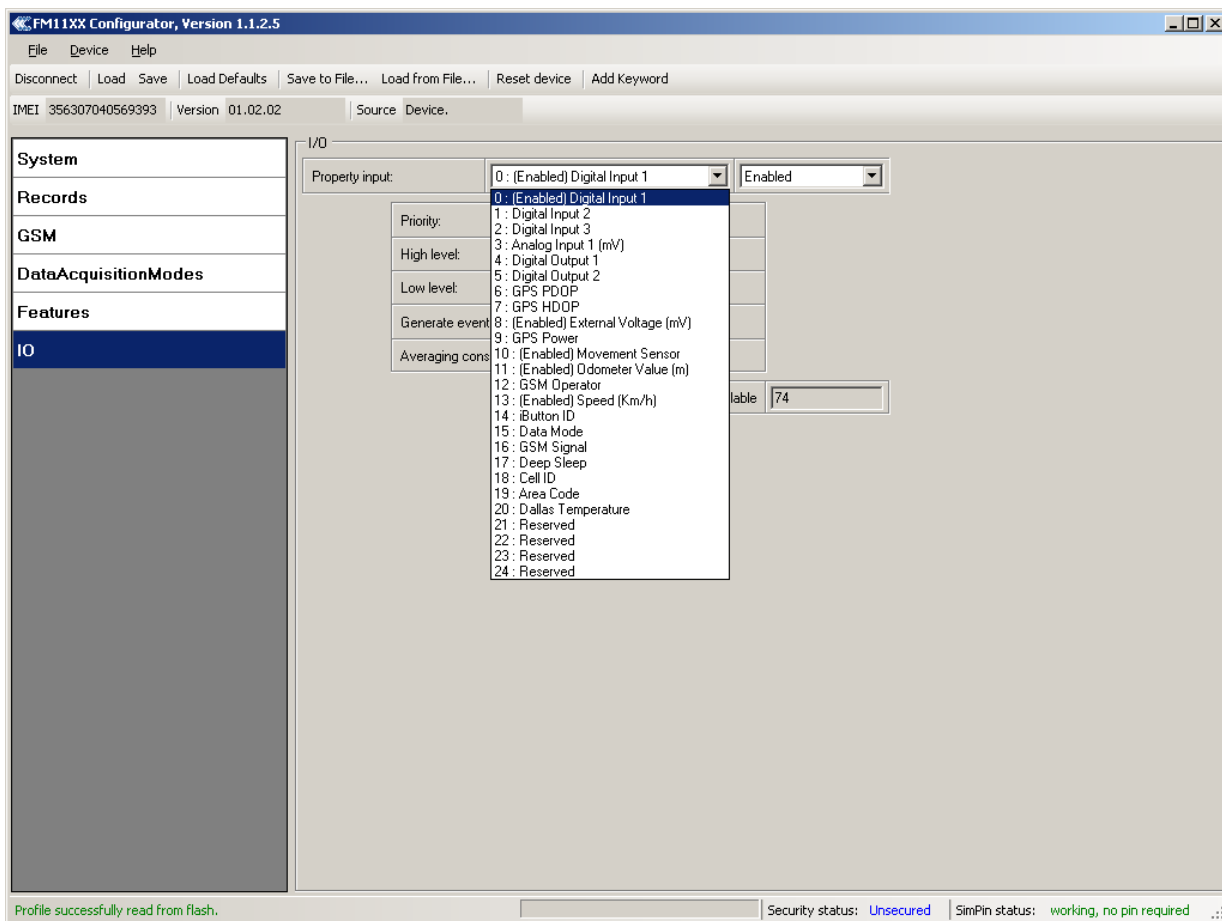 FM11XX Configurator, Version 1.1.2.5
File Device Help
Disconnect Load Save Load Defaults Save to File... Load from File... Reset device Add Keyword
IMEI 356307040569393 Version 01.02.02 Source Device.
System
Records
GSM
DataAcquisitionModes
Features
IO
I/O
Property input: 0 : (Enabled) Digital Input 1 Enabled
0 : (Enabled) Digital Input 1
1 : Digital Input 2
2 : Digital Input 3
3 : Analog Input 1 (mV)
4 : Digital Output 1
5 : Digital Output 2
6 : GPS PDOP
7 : GPS HDOP
8 : (Enabled) External Voltage (mV)
9 : GPS Power
10 : (Enabled) Movement Sensor
11 : (Enabled) Odometer Value (m)
12 : GSM Operator
13 : (Enabled) Speed (Km/h)
14 : iButton ID
15 : Data Mode
16 : GSM Signal
17 : Deep Sleep
18 : Cell ID
19 : Area Code
20 : Dallas Temperature
21 : Reserved
22 : Reserved
23 : Reserved
24 : Reserved
Priority:
High level:
Low level:
Generate event
Averaging cons
lable 74
Profile successfully read from flash. Security status: Unsecured SimPin status: working, no pin required